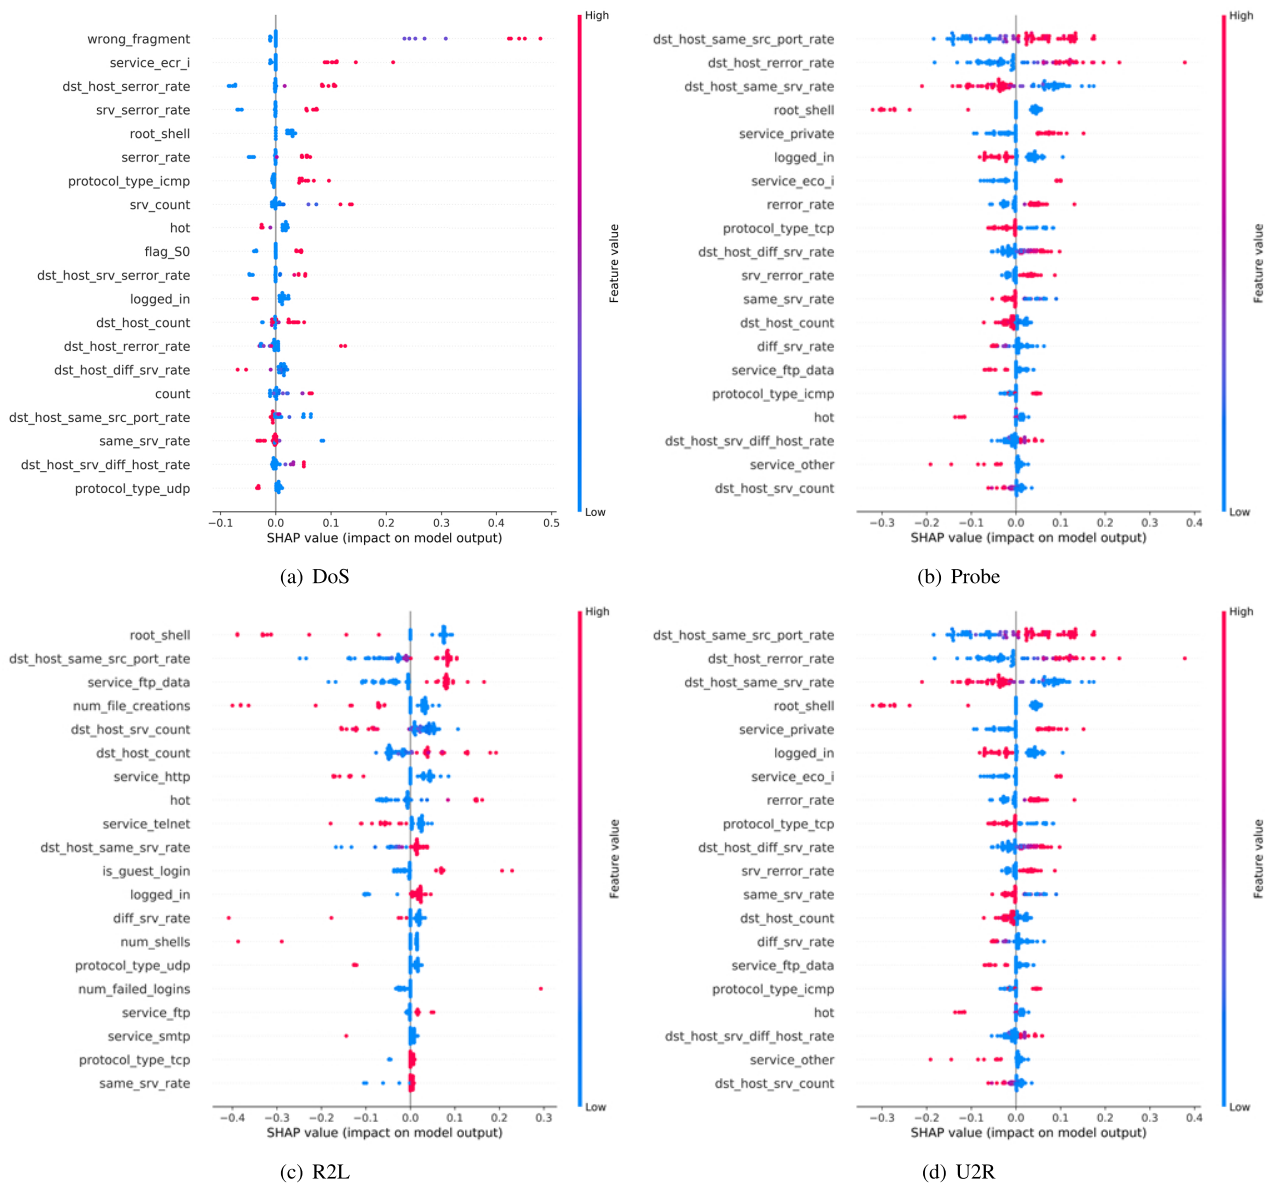 High
wrong_fragment
service_ecr_i
dst_host_serror_rate
srv_serror_rate
root_shell
serror_rate
protocol_type_icmp
srv_count
hot
flag_S0
dst_host_srv_serror_rate
logged_in
dst_host_count
dst_host_rerror_rate
dst_host_diff_srv_rate
count
dst_host_same_src_port_rate
same_srv_rate
dst_host_srv_diff_host_rate
protocol_type_udp
Feature value
Low
−0.1 0.0 0.1 0.2 0.3 0.4 0.5
SHAP value (impact on model output)
(a) DoS
High
dst_host_same_src_port_rate
dst_host_rerror_rate
dst_host_same_srv_rate
root_shell
service_private
logged_in
service_eco_i
rerror_rate
protocol_type_tcp
dst_host_diff_srv_rate
srv_rerror_rate
same_srv_rate
dst_host_count
diff_srv_rate
service_ftp_data
protocol_type_icmp
hot
dst_host_srv_diff_host_rate
service_other
dst_host_srv_count
Feature value
Low
−0.3 −0.2 −0.1 0.0 0.1 0.2 0.3 0.4
SHAP value (impact on model output)
(b) Probe
High
root_shell
dst_host_same_src_port_rate
service_ftp_data
num_file_creations
dst_host_srv_count
dst_host_count
service_http
hot
service_telnet
dst_host_same_srv_rate
is_guest_login
logged_in
diff_srv_rate
num_shells
protocol_type_udp
num_failed_logins
service_ftp
service_smtp
protocol_type_tcp
same_srv_rate
Feature value
Low
−0.4 −0.3 −0.2 −0.1 0.0 0.1 0.2 0.3
SHAP value (impact on model output)
(c) R2L
High
dst_host_same_src_port_rate
dst_host_rerror_rate
dst_host_same_srv_rate
root_shell
service_private
logged_in
service_eco_i
rerror_rate
protocol_type_tcp
dst_host_diff_srv_rate
srv_rerror_rate
same_srv_rate
dst_host_count
diff_srv_rate
service_ftp_data
protocol_type_icmp
hot
dst_host_srv_diff_host_rate
service_other
dst_host_srv_count
Feature value
Low
−0.3 −0.2 −0.1 0.0 0.1 0.2 0.3 0.4
SHAP value (impact on model output)
(d) U2R